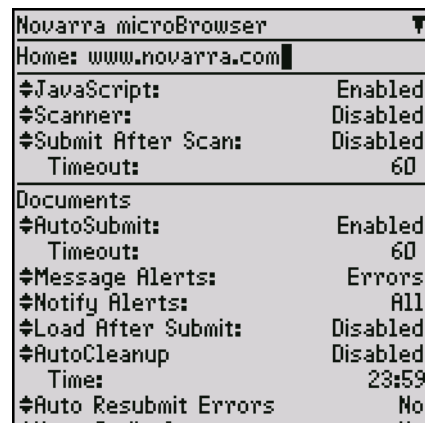 Novarra microBrowser
Home: www.novarra.com
JavaScript: Enabled
Scanner: Disabled
Submit After Scan: Disabled
Timeout: 60
Documents
AutoSubmit: Enabled
Timeout: 60
Message Alerts: Errors
Notify Alerts: All
Load After Submit: Disabled
AutoCleanup Disabled
Time: 23:59
Auto Resubmit Errors No